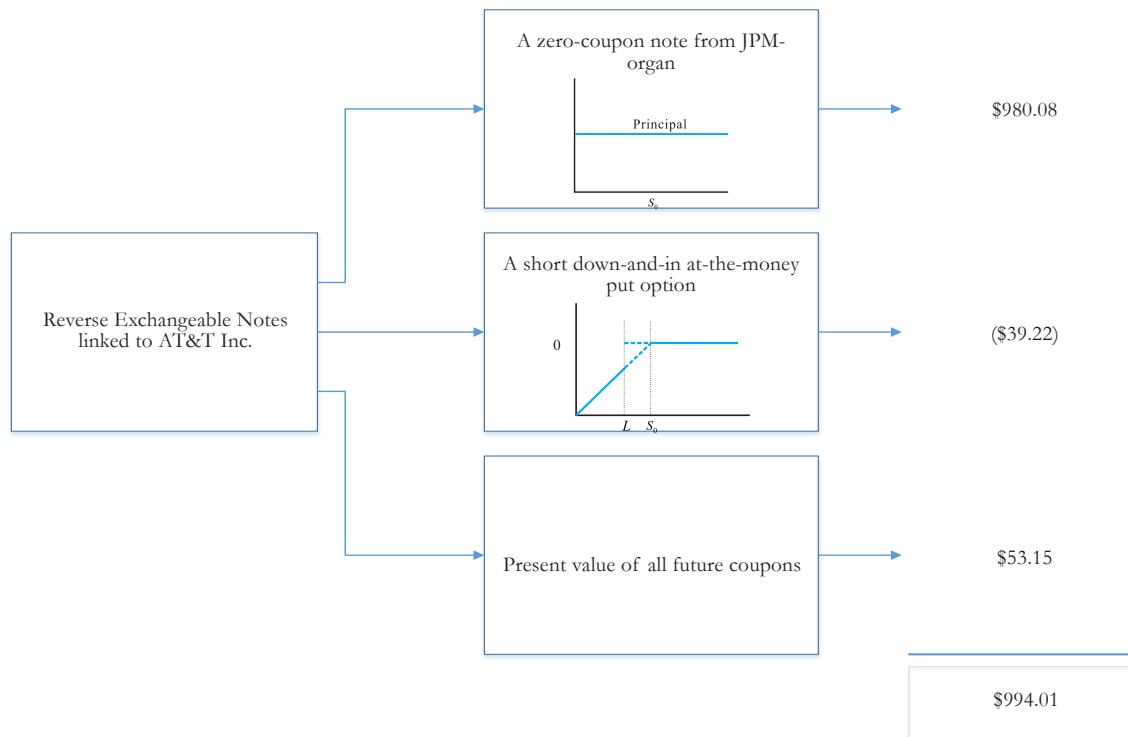 A zero-coupon note from JPM-
organ
Principal
S₀
$980.08
Reverse Exchangeable Notes
linked to AT&T Inc.
A short down-and-in at-the-money
put option
0
L S₀
($39.22)
Present value of all future coupons
$53.15
$994.01